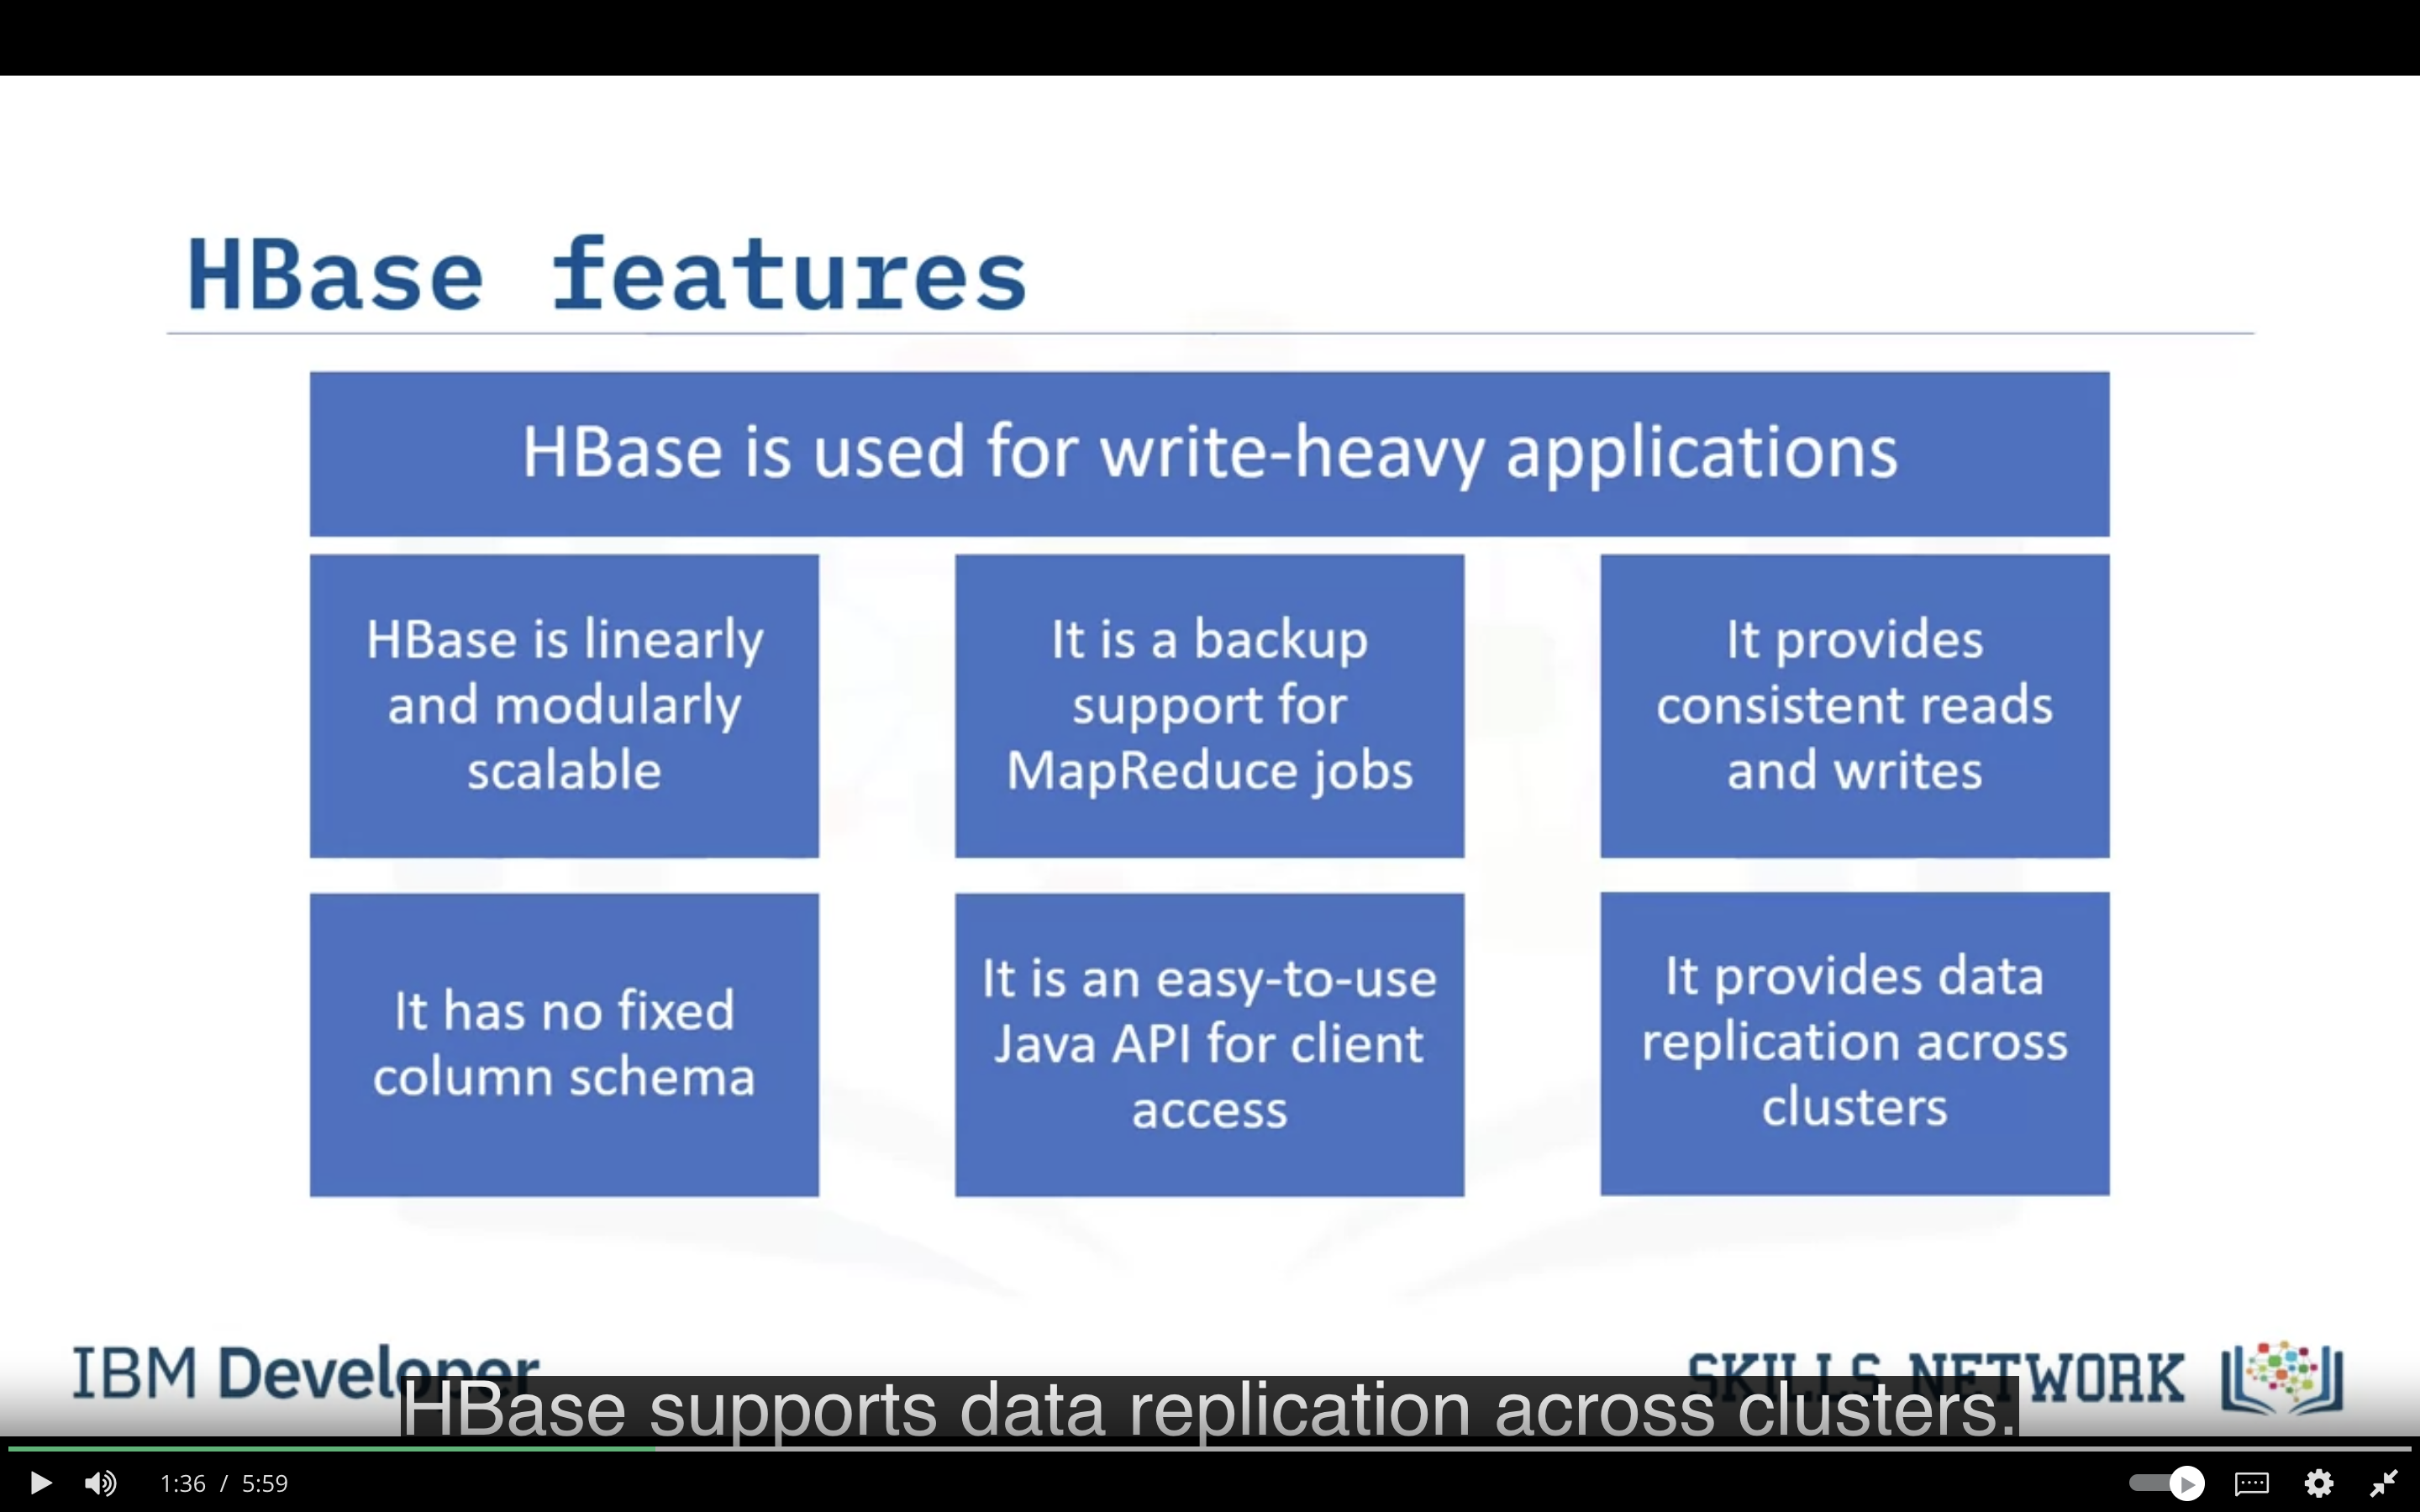 HBase features
HBase is used for write-heavy applications
HBase is linearly
and modularly
scalable
It is a backup
support for
MapReduce jobs
It provides
consistent reads
and writes
It has no fixed
column schema
It is an easy-to-use
Java API for client
access
It provides data
replication across
clusters
IBM Developer
SKILLS NETWORK
HBase supports data replication across clusters.
1:36 / 5:59